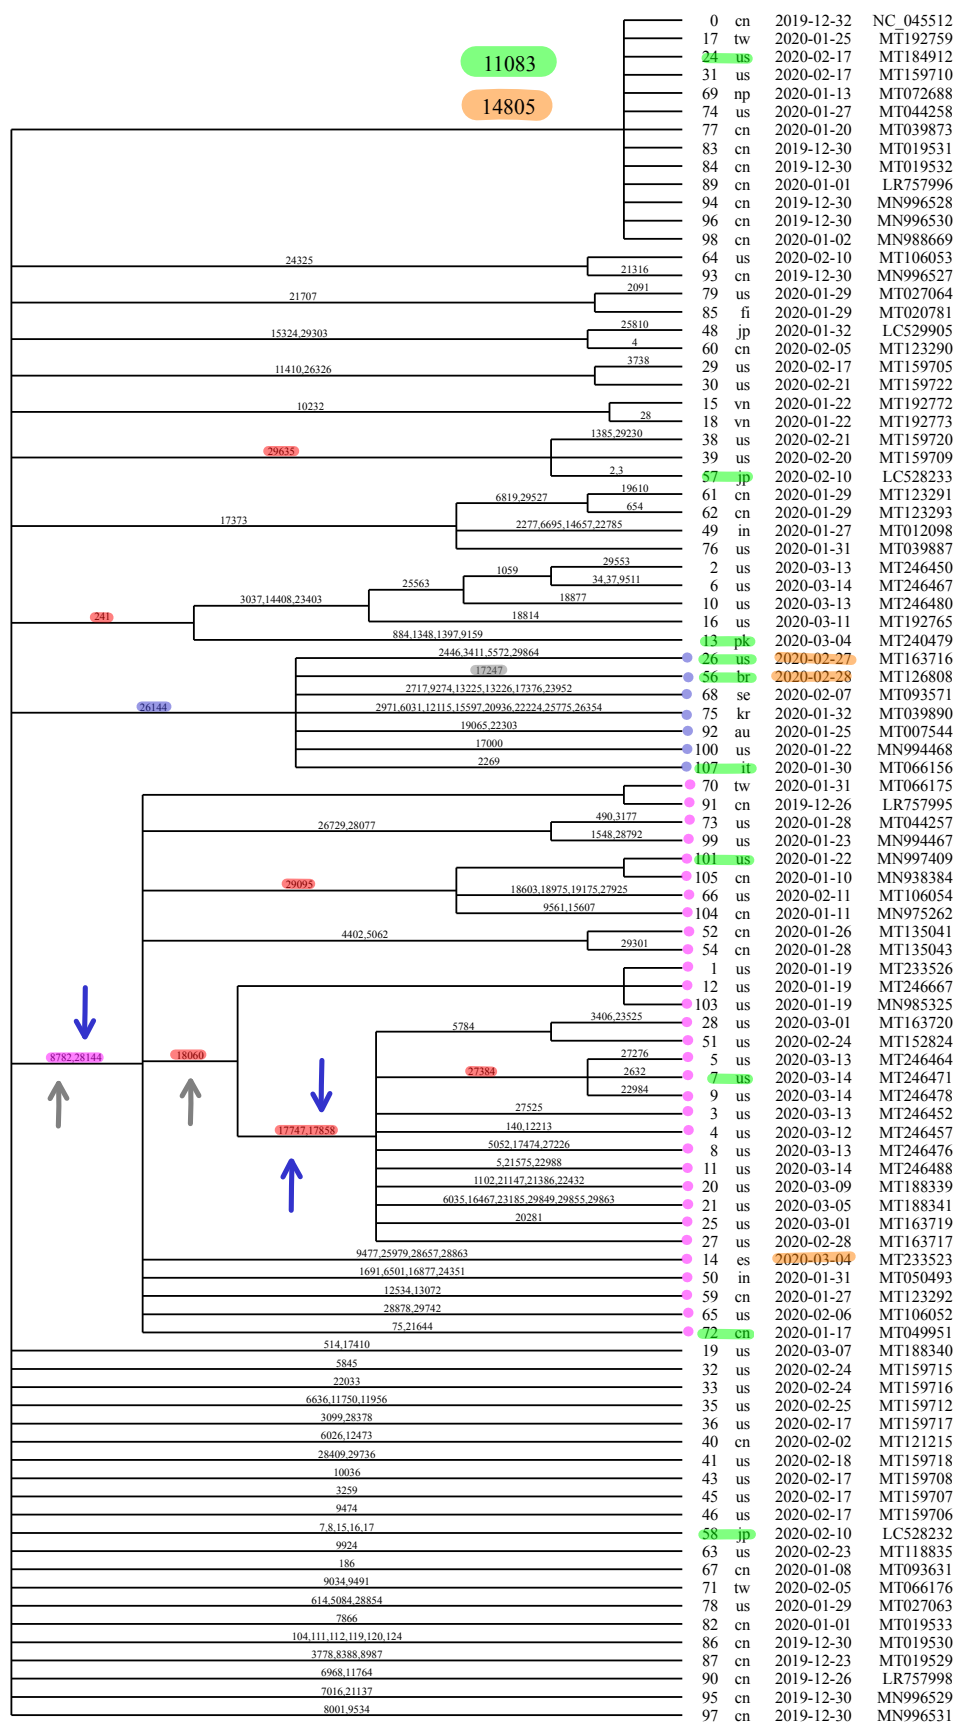 0 cn 2019-12-32 NC_045512
17 tw 2020-01-25 MT192759
11083
24 us 2020-02-17 MT184912
31 us 2020-02-17 MT159710
69 np 2020-01-13 MT072688
14805
74 us 2020-01-27 MT044258
77 cn 2020-01-20 MT039873
83 cn 2019-12-30 MT019531
84 cn 2019-12-30 MT019532
89 cn 2020-01-01 LR757996
94 cn 2019-12-30 MN996528
96 cn 2019-12-30 MN996530
98 cn 2020-01-02 MN988669
24325
64 us 2020-02-10 MT106053
21316
93 cn 2019-12-30 MN996527
2091
79 us 2020-01-29 MT027064
21707
85 fi 2020-01-29 MT020781
25810
48 jp 2020-01-32 LC529905
15324,29303
4
60 cn 2020-02-05 MT123290
3738
29 us 2020-02-17 MT159705
11410,26326
30 us 2020-02-21 MT159722
15 vn 2020-01-22 MT192772
10232
28
18 vn 2020-01-22 MT192773
1385,29230
38 us 2020-02-21 MT159720
29635
39 us 2020-02-20 MT159709
2,3
57 jp 2020-02-10 LC528233
19610
61 cn 2020-01-29 MT123291
6819,29527
654
62 cn 2020-01-29 MT123293
17373
2277,6695,14657,22785
49 in 2020-01-27 MT012098
76 us 2020-01-31 MT039887
29553
2 us 2020-03-13 MT246450
1059
34,37,9511
6 us 2020-03-14 MT246467
25563
18877
10 us 2020-03-13 MT246480
3037,14408,23403
18814
16 us 2020-03-11 MT192765
241
884,1348,1397,9159
13 pk 2020-03-04 MT240479
2446,3411,5572,29864
26 us 2020-02-27 MT163716
17247
56 br 2020-02-28 MT126808
2717,9274,13225,13226,17376,23952
68 se 2020-02-07 MT093571
26144
2971,6031,12115,15597,20936,22224,25775,26354
75 kr 2020-01-32 MT039890
19065,22303
92 au 2020-01-25 MT007544
17000
100 us 2020-01-22 MN994468
2269
107 it 2020-01-30 MT066156
70 tw 2020-01-31 MT066175
91 cn 2019-12-26 LR757995
490,3177
73 us 2020-01-28 MT044257
26729,28077
1548,28792
99 us 2020-01-23 MN994467
101 us 2020-01-22 MN997409
105 cn 2020-01-10 MN938384
29095
18603,18975,19175,27925
66 us 2020-02-11 MT106054
9561,15607
104 cn 2020-01-11 MN975262
52 cn 2020-01-26 MT135041
4402,5062
29301
54 cn 2020-01-28 MT135043
1 us 2020-01-19 MT233526
12 us 2020-01-19 MT246667
103 us 2020-01-19 MN985325
3406,23525
28 us 2020-03-01 MT163720
5784
51 us 2020-02-24 MT152824
8782,28144
18060
27276
5 us 2020-03-13 MT246464
27384
2632
7 us 2020-03-14 MT246471
22984
9 us 2020-03-14 MT246478
27525
3 us 2020-03-13 MT246452
17747,17858
140,12213
4 us 2020-03-12 MT246457
5052,17474,27226
8 us 2020-03-13 MT246476
5,21575,22988
11 us 2020-03-14 MT246488
1102,21147,21386,22432
20 us 2020-03-09 MT188339
6035,16467,23185,29849,29855,29863
21 us 2020-03-05 MT188341
20281
25 us 2020-03-01 MT163719
27 us 2020-02-28 MT163717
9477,25979,28657,28863
14 es 2020-03-04 MT233523
1691,6501,16877,24351
50 in 2020-01-31 MT050493
12534,13072
59 cn 2020-01-27 MT123292
28878,29742
65 us 2020-02-06 MT106052
75,21644
72 cn 2020-01-17 MT049951
514,17410
19 us 2020-03-07 MT188340
5845
32 us 2020-02-24 MT159715
22033
33 us 2020-02-24 MT159716
6636,11750,11956
35 us 2020-02-25 MT159712
3099,28378
36 us 2020-02-17 MT159717
6026,12473
40 cn 2020-02-02 MT121215
28409,29736
41 us 2020-02-18 MT159718
10036
43 us 2020-02-17 MT159708
3259
45 us 2020-02-17 MT159707
9474
46 us 2020-02-17 MT159706
7,8,15,16,17
58 jp 2020-02-10 LC528232
9924
63 us 2020-02-23 MT118835
186
67 cn 2020-01-08 MT093631
9034,9491
71 tw 2020-02-05 MT066176
614,5084,28854
78 us 2020-01-29 MT027063
7866
82 cn 2020-01-01 MT019533
104,111,112,119,120,124
86 cn 2019-12-30 MT019530
3778,8388,8987
87 cn 2019-12-23 MT019529
6968,11764
90 cn 2019-12-26 LR757998
7016,21137
95 cn 2019-12-30 MN996529
8001,9534
97 cn 2019-12-30 MN996531